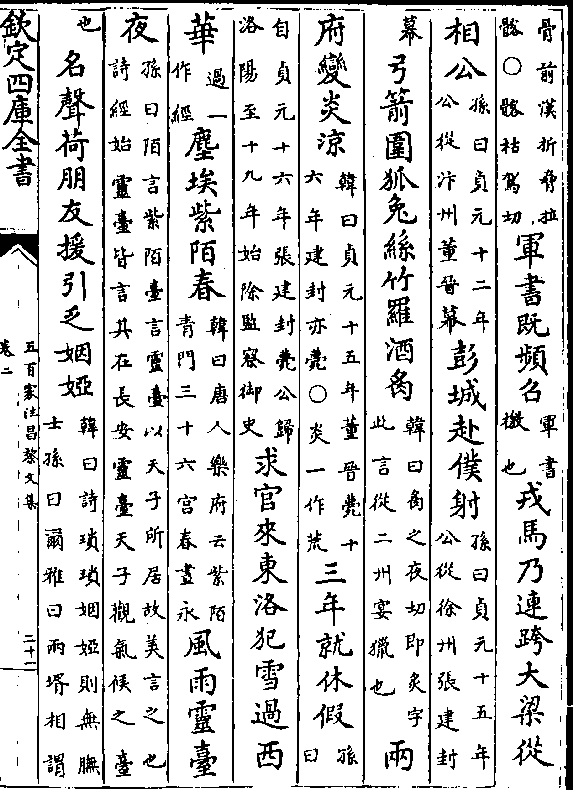 骨前漢折脅拉
髂〇髂枯駕切
軍書既頻召
軍書
檄也
戎馬乃連跨大梁從
相公
孫曰貞元十二年
公從汴州董晉幕
彭城赴僕射
孫曰貞元十五年
公從徐州張建封
幕
弓箭圍狐兔絲竹羅酒炙
韓曰炙之夜切即炙字
此言從二州宴獵也
兩
府變炎涼
韓曰貞元十五年董晉薨十
六年建封亦薨〇炎一作荒
三年就休假
孫
曰
自貞元十六年張建封薨公歸
洛陽至十九年始除監察御史
求官來東洛犯雪過西
華
過一
作經
塵埃紫陌春
韓曰唐人樂府云紫陌
青門三十六宮春晝永
風雨靈臺
夜
孫曰陌言紫陌臺言靈臺以天子所居故美言之也
詩經始靈臺皆言其在長安靈臺天子觀氣候之臺
也
名聲荷朋友援引乏姻婭
韓曰詩瑣瑣姻婭則無膴
士孫曰爾雅曰兩壻相謂
欽定四庫全書
五百家注昌黎文集
卷二
二十一